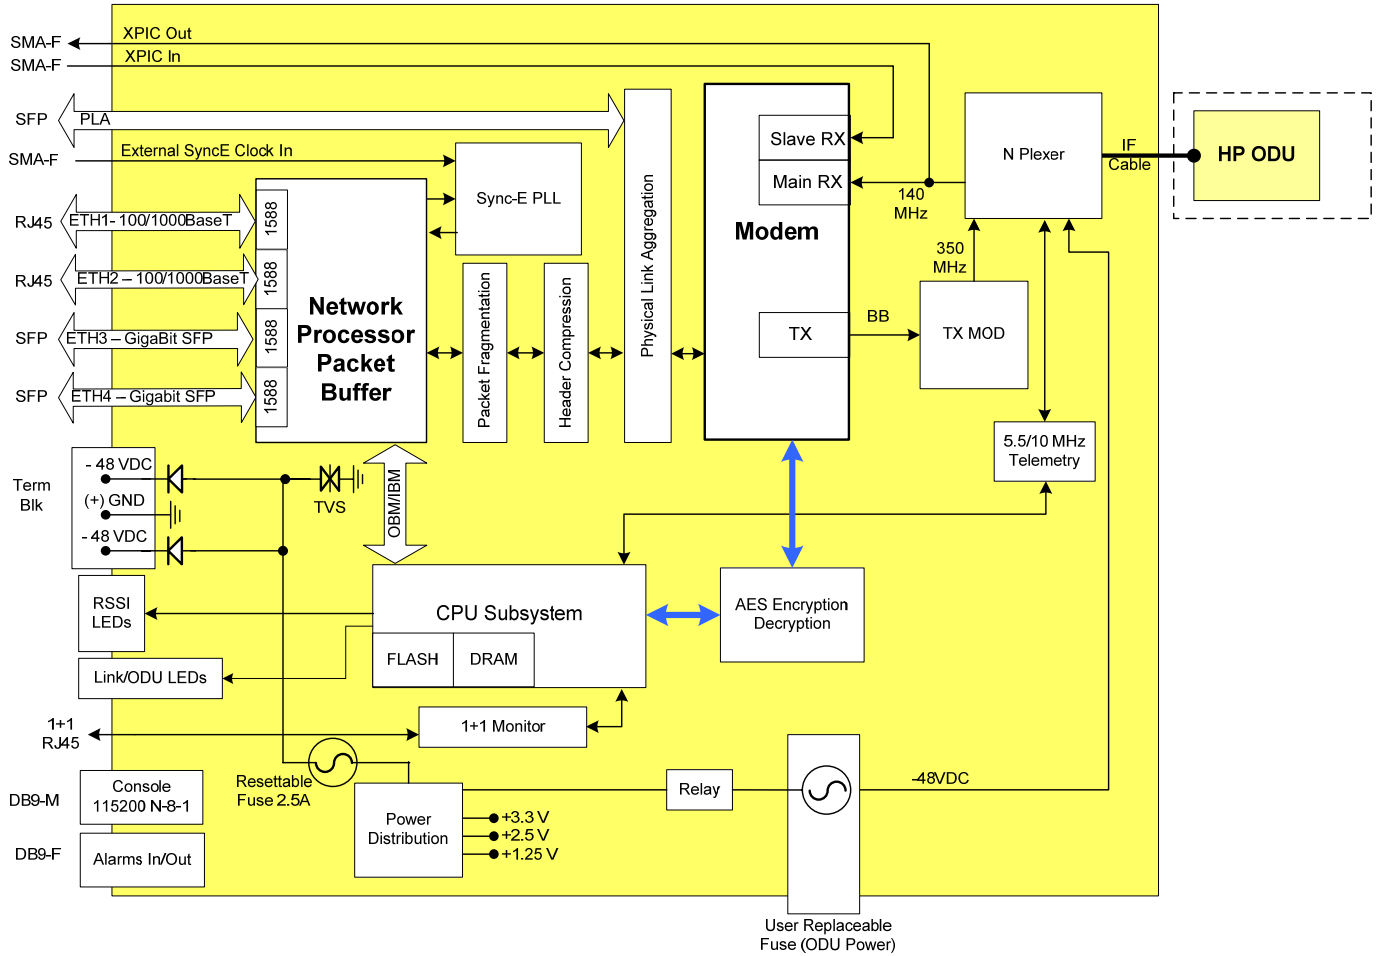 SMA-F
XPIC Out
SMA-F
XPIC In
SFP
PLA
SMA-F
External SyncE Clock In
RJ45
ETH1- 100/1000BaseT
1588
RJ45
ETH2 – 100/1000BaseT
1588
SFP
ETH3 – GigaBit SFP
1588
SFP
ETH4 – Gigabit SFP
1588
Network
Processor
Packet
Buffer
Sync-E PLL
Packet Fragmentation
Header Compression
Physical Link Aggregation
Slave RX
Main RX
Modem
TX
BB
TX MOD
350
MHz
140
MHz
N Plexer
IF
Cable
HP ODU
5.5/10 MHz
Telemetry
Term
Blk
- 48 VDC
(+) GND
- 48 VDC
TVS
OBM/IBM
RSSI
LEDs
Link/ODU LEDs
CPU Subsystem
FLASH
DRAM
AES Encryption
Decryption
1+1
RJ45
1+1 Monitor
Resettable
Fuse 2.5A
DB9-M
Console
115200 N-8-1
DB9-F
Alarms In/Out
Power
Distribution
+3.3 V
+2.5 V
+1.25 V
Relay
-48VDC
User Replaceable
Fuse (ODU Power)